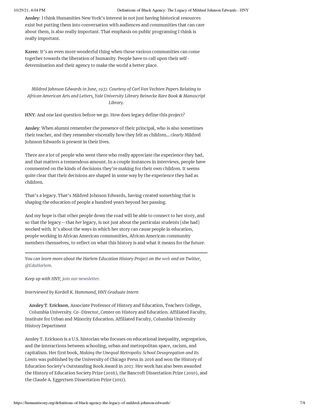 10/29/21, 4:04 PM Definitions of Black Agency: The Legacy of Mildred Johnson Edwards - HNY
Ansley: I think Humanities New York's interest in not just having historical resources
exist but putting them into conversation with audiences and communities that can care
about them, is also really important. That emphasis on public programing I think is
really important.
Karen: It's an even more wonderful thing when those various communities can come
together towards the liberation of humanity. People have to call upon their self-
determination and their agency to make the world a better place.
Mildred Johnson Edwards in June, 1932. Courtesy of Carl Van Vechten Papers Relating to
African American Arts and Letters, Yale University Library Beinecke Rare Book & Manuscript
Library.
HNY: And one last question before we go. How does legacy define this project?
Ansley: When alumni remember the presence of their principal, who is also sometimes
their teacher, and they remember viscerally how they felt as children... clearly Mildred
Johnson Edwards is present in their lives.
There are a lot of people who went there who really appreciate the experience they had,
and that matters a tremendous amount. In a couple instances in interviews, people have
commented on the kinds of decisions they're making for their own children. It seems
quite clear that their decisions are shaped in some way by the experience they had as
children.
That's a legacy. That's Mildred Johnson Edwards, having created something that is
shaping the education of people a hundred years beyond her passing.
And my hope is that other people down the road will be able to connect to her story, and
so that the legacy – that her legacy, is not just about the particular students [she had]
worked with. It's about the ways in which her story can cause people in education,
people working in African American communities, African American community
members themselves, to reflect on what this history is and what it means for the future.
You can learn more about the Harlem Education History Project on the web and on Twitter,
@EduHarlem.
Keep up with HNY; join our newsletter.
Interviewed by Kordell K. Hammond, HNY Graduate Intern
Ansley T. Erickson, Associate Professor of History and Education, Teachers College,
Columbia University. Co-Director, Center on History and Education. Affiliated Faculty,
Institute for Urban and Minority Education. Affiliated Faculty, Columbia University
History Department
Ansley T. Erickson is a U.S. historian who focuses on educational inequality, segregation,
and the interactions between schooling, urban and metropolitan space, racism, and
capitalism. Her first book, Making the Unequal Metropolis: School Desegregation and Its
Limits was published by the University of Chicago Press in 2016 and won the History of
Education Society's Outstanding Book Award in 2017. Her work has also been awarded
the History of Education Society Prize (2016), the Bancroft Dissertation Prize (2011), and
the Claude A. Eggertsen Dissertation Prize (2011).
https://humanitiesny.org/definitions-of-black-agency-the-legacy-of-mildred-johnson-edwards/ 7/8